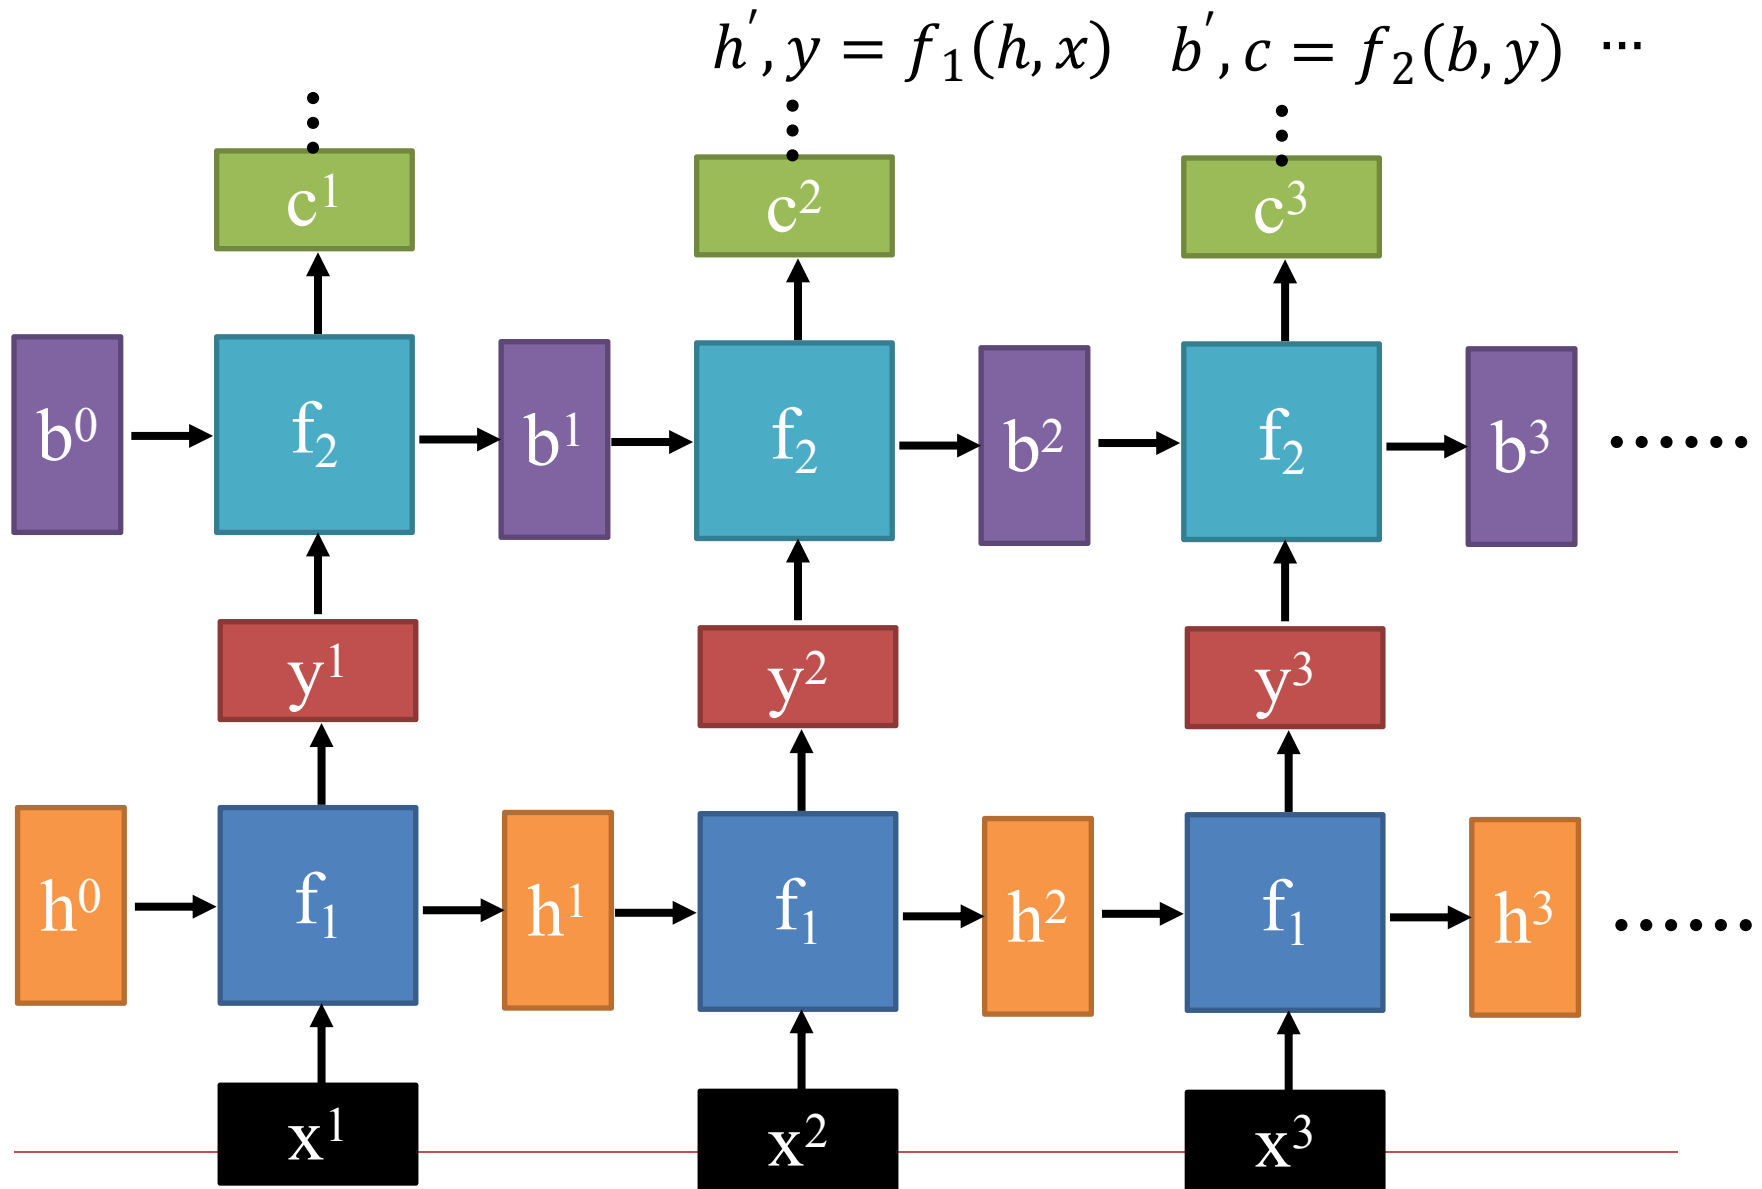 h′, y = f₁(h, x) b′, c = f₂(b, y) ···
c¹ c² c³
b⁰ f₂ b¹ f₂ b² f₂ b³ ······
y¹ y² y³
h⁰ f₁ h¹ f₁ h² f₁ h³ ······
x¹ x² x³